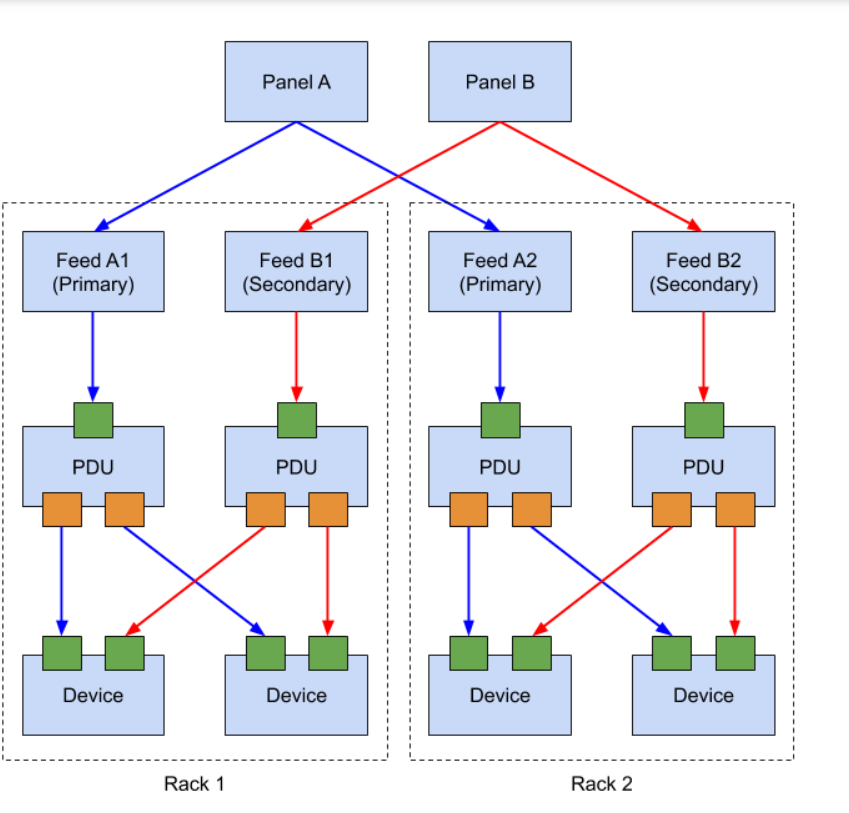 Panel A
Panel B
Feed A1
(Primary)
Feed B1
(Secondary)
Feed A2
(Primary)
Feed B2
(Secondary)
PDU
PDU
PDU
PDU
Device
Device
Device
Device
Rack 1
Rack 2